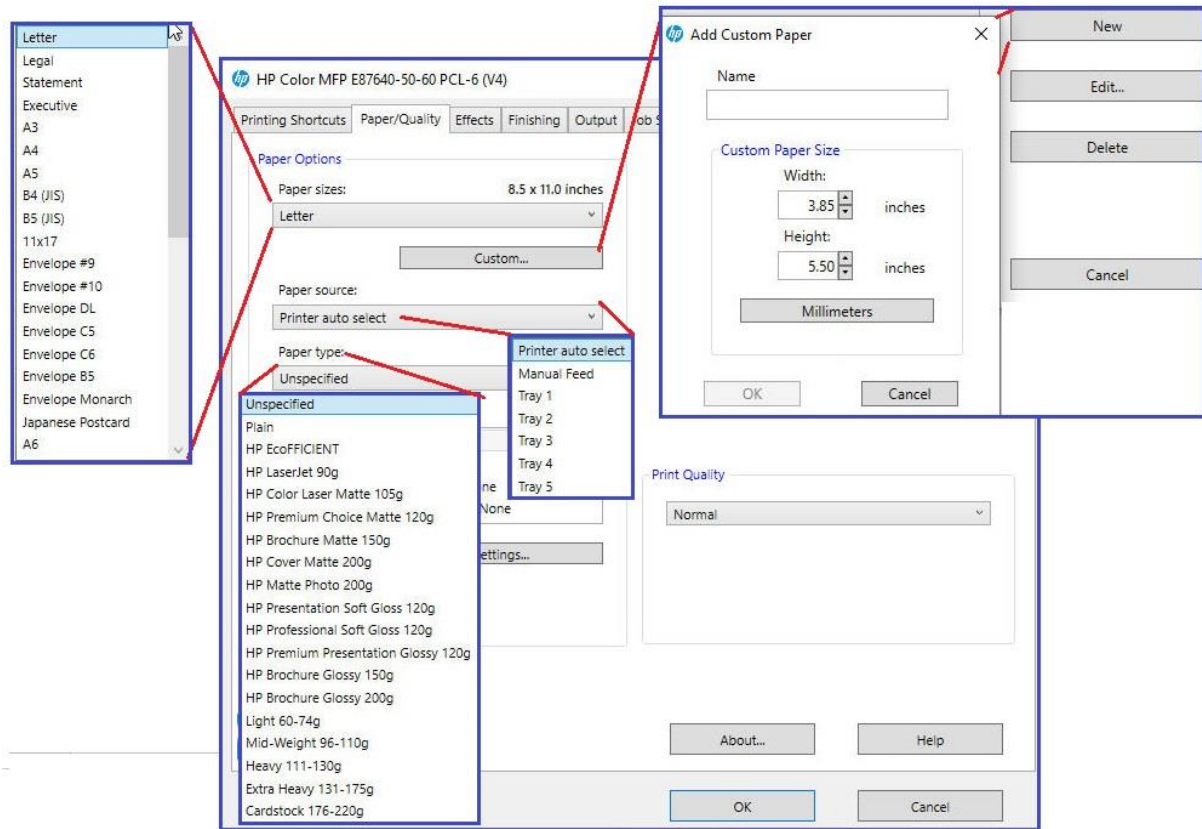 Letter
Legal
Statement
Executive
A3
A4
A5
B4 (JIS)
B5 (JIS)
11x17
Envelope #9
Envelope #10
Envelope DL
Envelope C5
Envelope C6
Envelope B5
Envelope Monarch
Japanese Postcard
A6
hp HP Color MFP E87640-50-60 PCL-6 (V4)
Printing Shortcuts Paper/Quality Effects Finishing Output
Paper Options
Paper sizes: 8.5 x 11.0 inches
Letter
Custom...
Paper source:
Printer auto select
Paper type:
Unspecified
Printer auto select
Manual Feed
Tray 1
Tray 2
Tray 3
Tray 4
Tray 5
Unspecified
Plain
HP EcoFFICIENT
HP LaserJet 90g
HP Color Laser Matte 105g
HP Premium Choice Matte 120g
HP Brochure Matte 150g
HP Cover Matte 200g
HP Matte Photo 200g
HP Presentation Soft Gloss 120g
HP Professional Soft Gloss 120g
HP Premium Presentation Glossy 120g
HP Brochure Glossy 150g
HP Brochure Glossy 200g
Light 60-74g
Mid-Weight 96-110g
Heavy 111-130g
Extra Heavy 131-175g
Cardstock 176-220g
None
ettings...
hp Add Custom Paper
Name
Custom Paper Size
Width:
3.85 inches
Height:
5.50 inches
Millimeters
OK Cancel
New
Edit...
Delete
Cancel
Print Quality
Normal
About... Help
OK Cancel